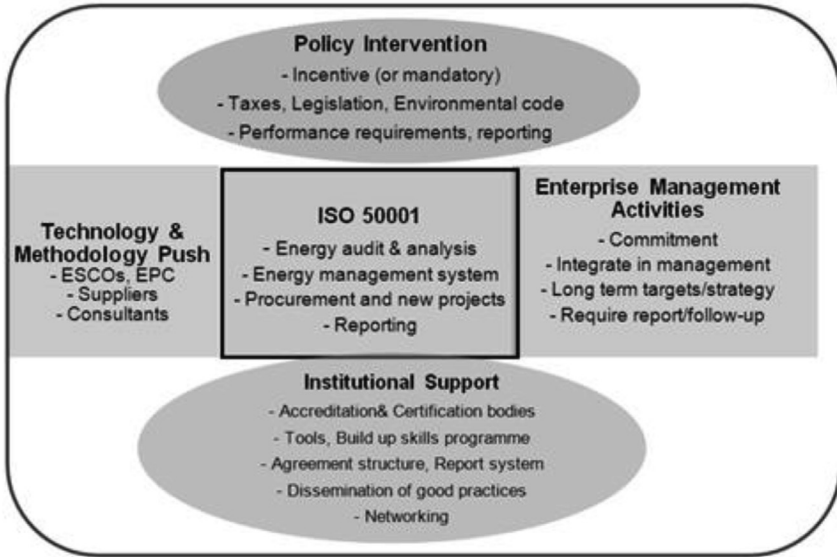 Policy Intervention
- Incentive (or mandatory)
- Taxes, Legislation, Environmental code
- Performance requirements, reporting
Technology &
Methodology Push
- ESCOs, EPC
- Suppliers
- Consultants
ISO 50001
- Energy audit & analysis
- Energy management system
- Procurement and new projects
- Reporting
Enterprise Management
Activities
- Commitment
- Integrate in management
- Long term targets/strategy
- Require report/follow-up
Institutional Support
- Accreditation& Certification bodies
- Tools, Build up skills programme
- Agreement structure, Report system
- Dissemination of good practices
- Networking